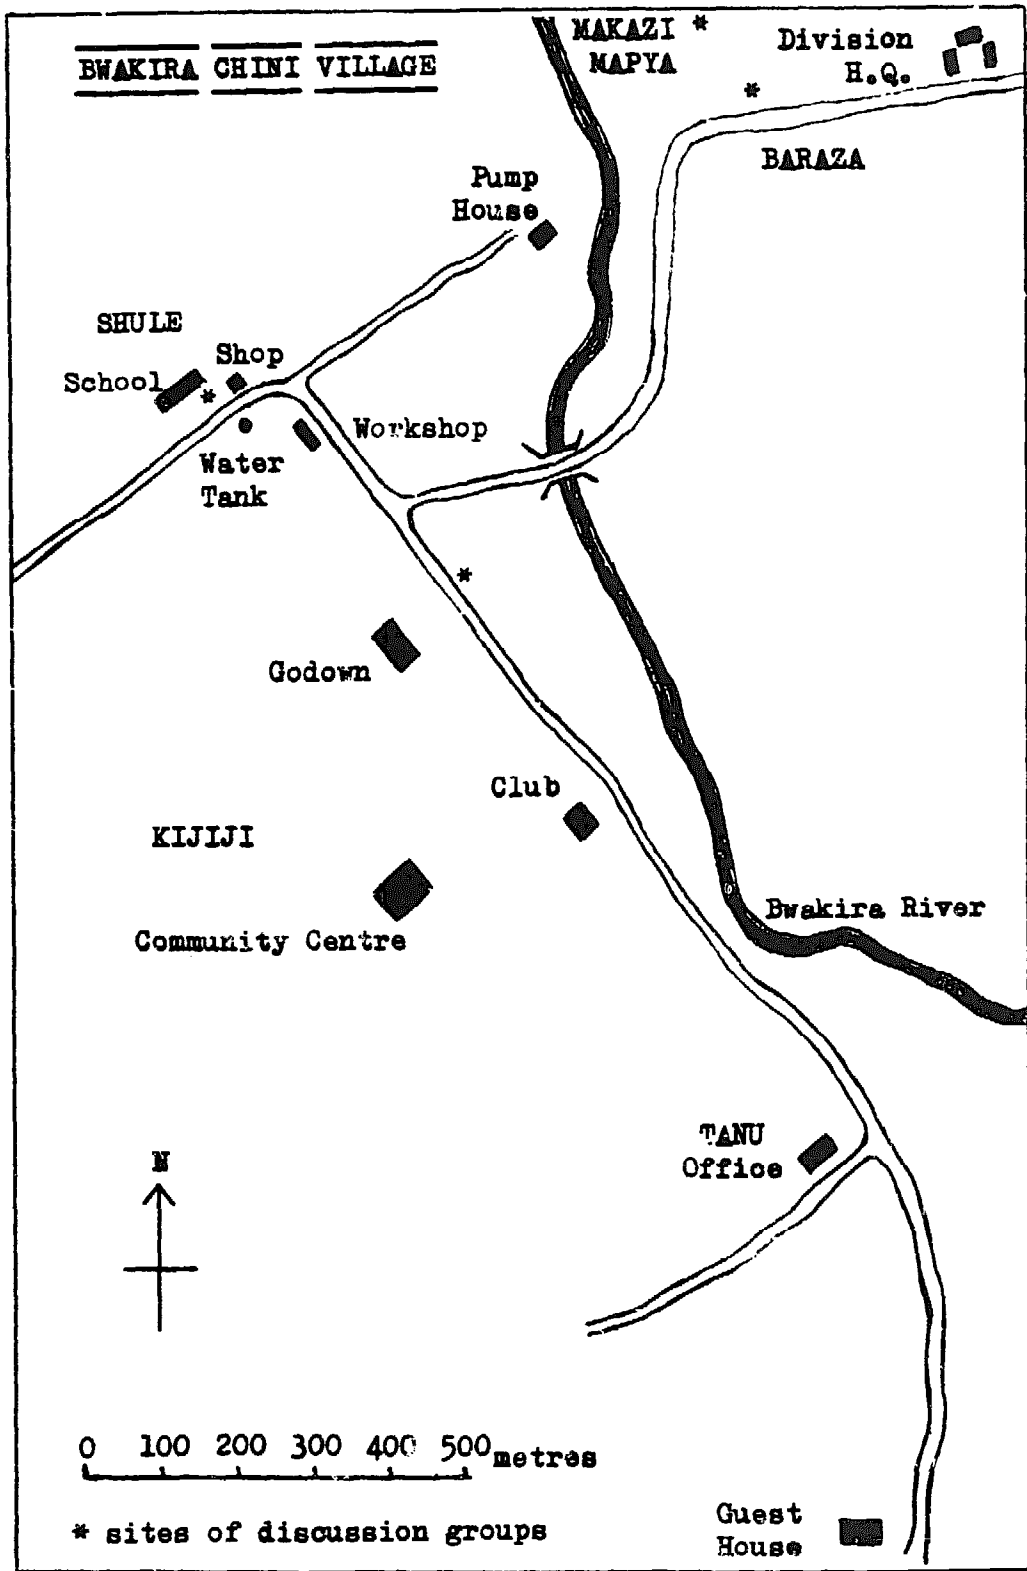 BWAKIRA CHINI VILLAGE
MAKAZI *
MAPYA
Division
H.Q.
*
BARAZA
Pump
House
SHULE
Shop
School
*
Workshop
Water
Tank
*
Godown
Club
KIJIJI
Bwakira River
Community Centre
TANU
Office
N
0 100 200 300 400 500 metres
* sites of discussion groups
Guest
House